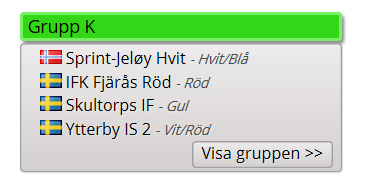 Grupp K
Sprint-Jeløy Hvit - Hvit/Blå
IFK Fjärås Röd - Röd
Skultorps IF - Gul
Ytterby IS 2 - Vit/Röd
Visa gruppen >>